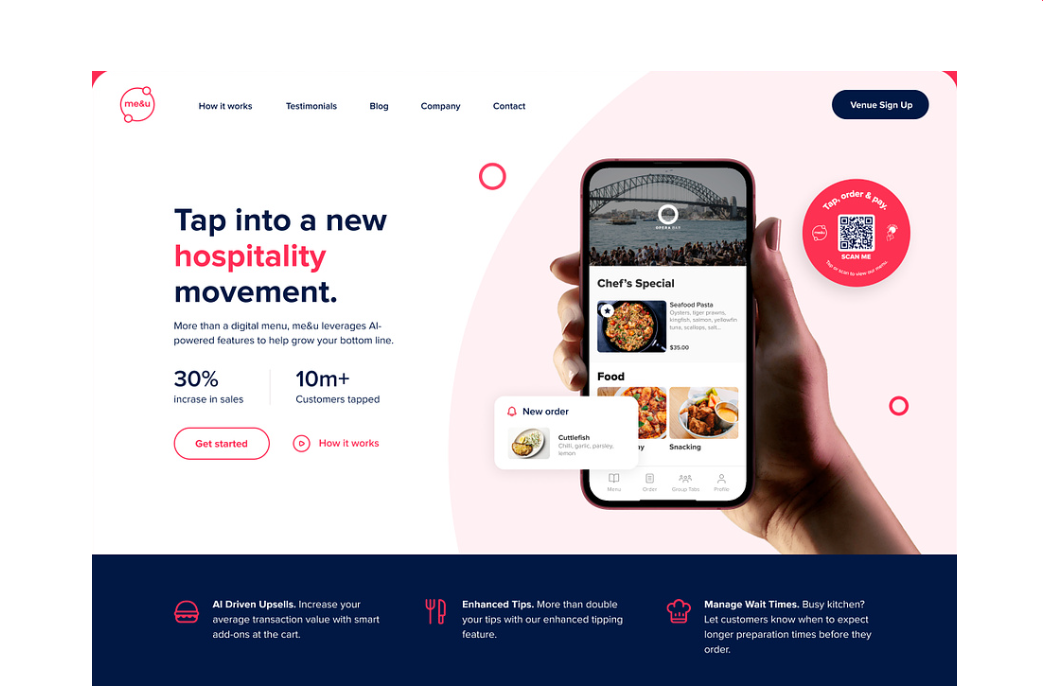 me&u
How it works
Testimonials
Blog
Company
Contact
Venue Sign Up
Tap into a new
hospitality
movement.
More than a digital menu, me&u leverages AI-
powered features to help grow your bottom line.
30%
incrase in sales
10m+
Customers tapped
Get started
How it works
Chef's Special
Seafood Pasta
Oysters, tiger prawns,
kingfish, salmon, yellowfin
tune, scallops, salt...
$35.00
Food
Snacking
New order
Cuttlefish
Chilli, garlic, parsley,
lemon
Menu
Order
Group Tabs
Profile
Tap, order & pay.
me&u
SCAN ME
Tap or scan to view our menu.
AI Driven Upsells. Increase your
average transaction value with smart
add-ons at the cart.
Enhanced Tips. More than double
your tips with our enhanced tipping
feature.
Manage Wait Times. Busy kitchen?
Let customers know when to expect
longer preparation times before they
order.